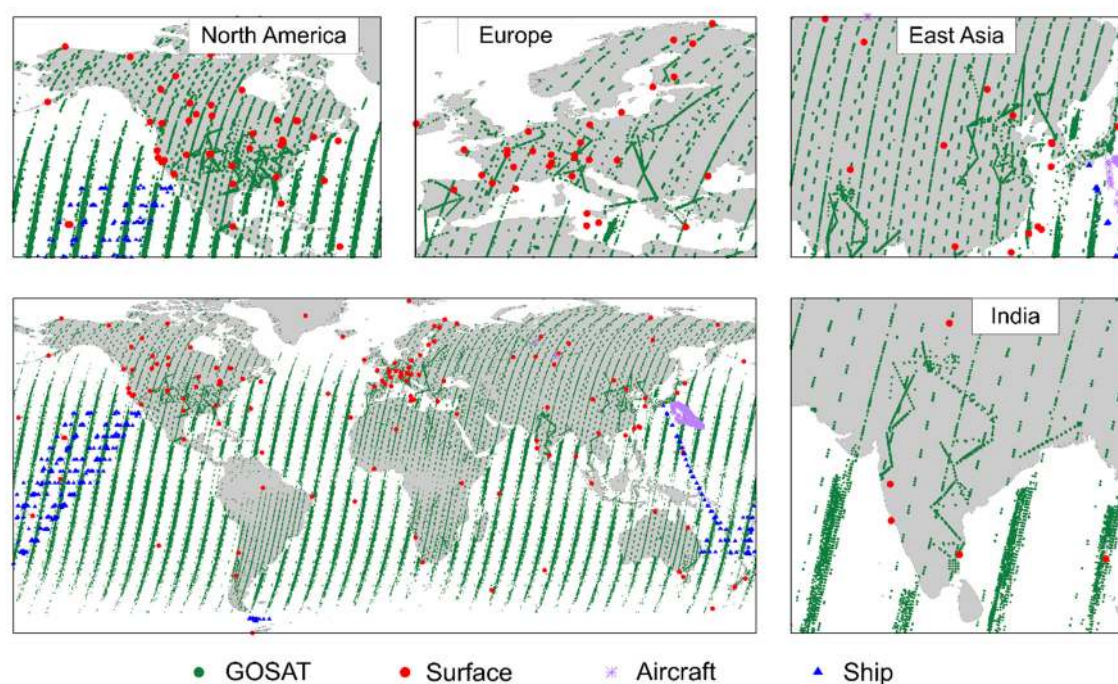 North America
Europe
East Asia
India
GOSAT
Surface
Aircraft
Ship